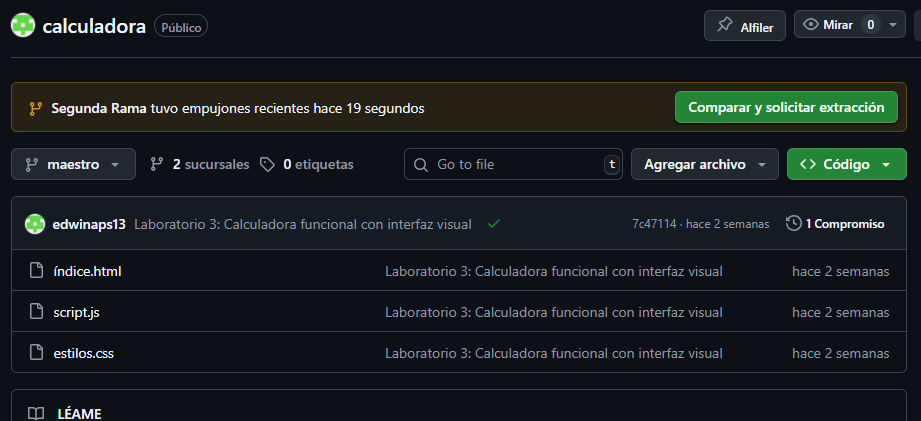 calculadora Público Alfiler Mirar 0
Segunda Rama tuvo empujones recientes hace 19 segundos Comparar y solicitar extracción
maestro 2 sucursales 0 etiquetas Go to file t Agregar archivo Código
edwinaps13 Laboratorio 3: Calculadora funcional con interfaz visual 7c47114 · hace 2 semanas 1 Compromiso
índice.html Laboratorio 3: Calculadora funcional con interfaz visual hace 2 semanas
script.js Laboratorio 3: Calculadora funcional con interfaz visual hace 2 semanas
estilos.css Laboratorio 3: Calculadora funcional con interfaz visual hace 2 semanas
LÉAME